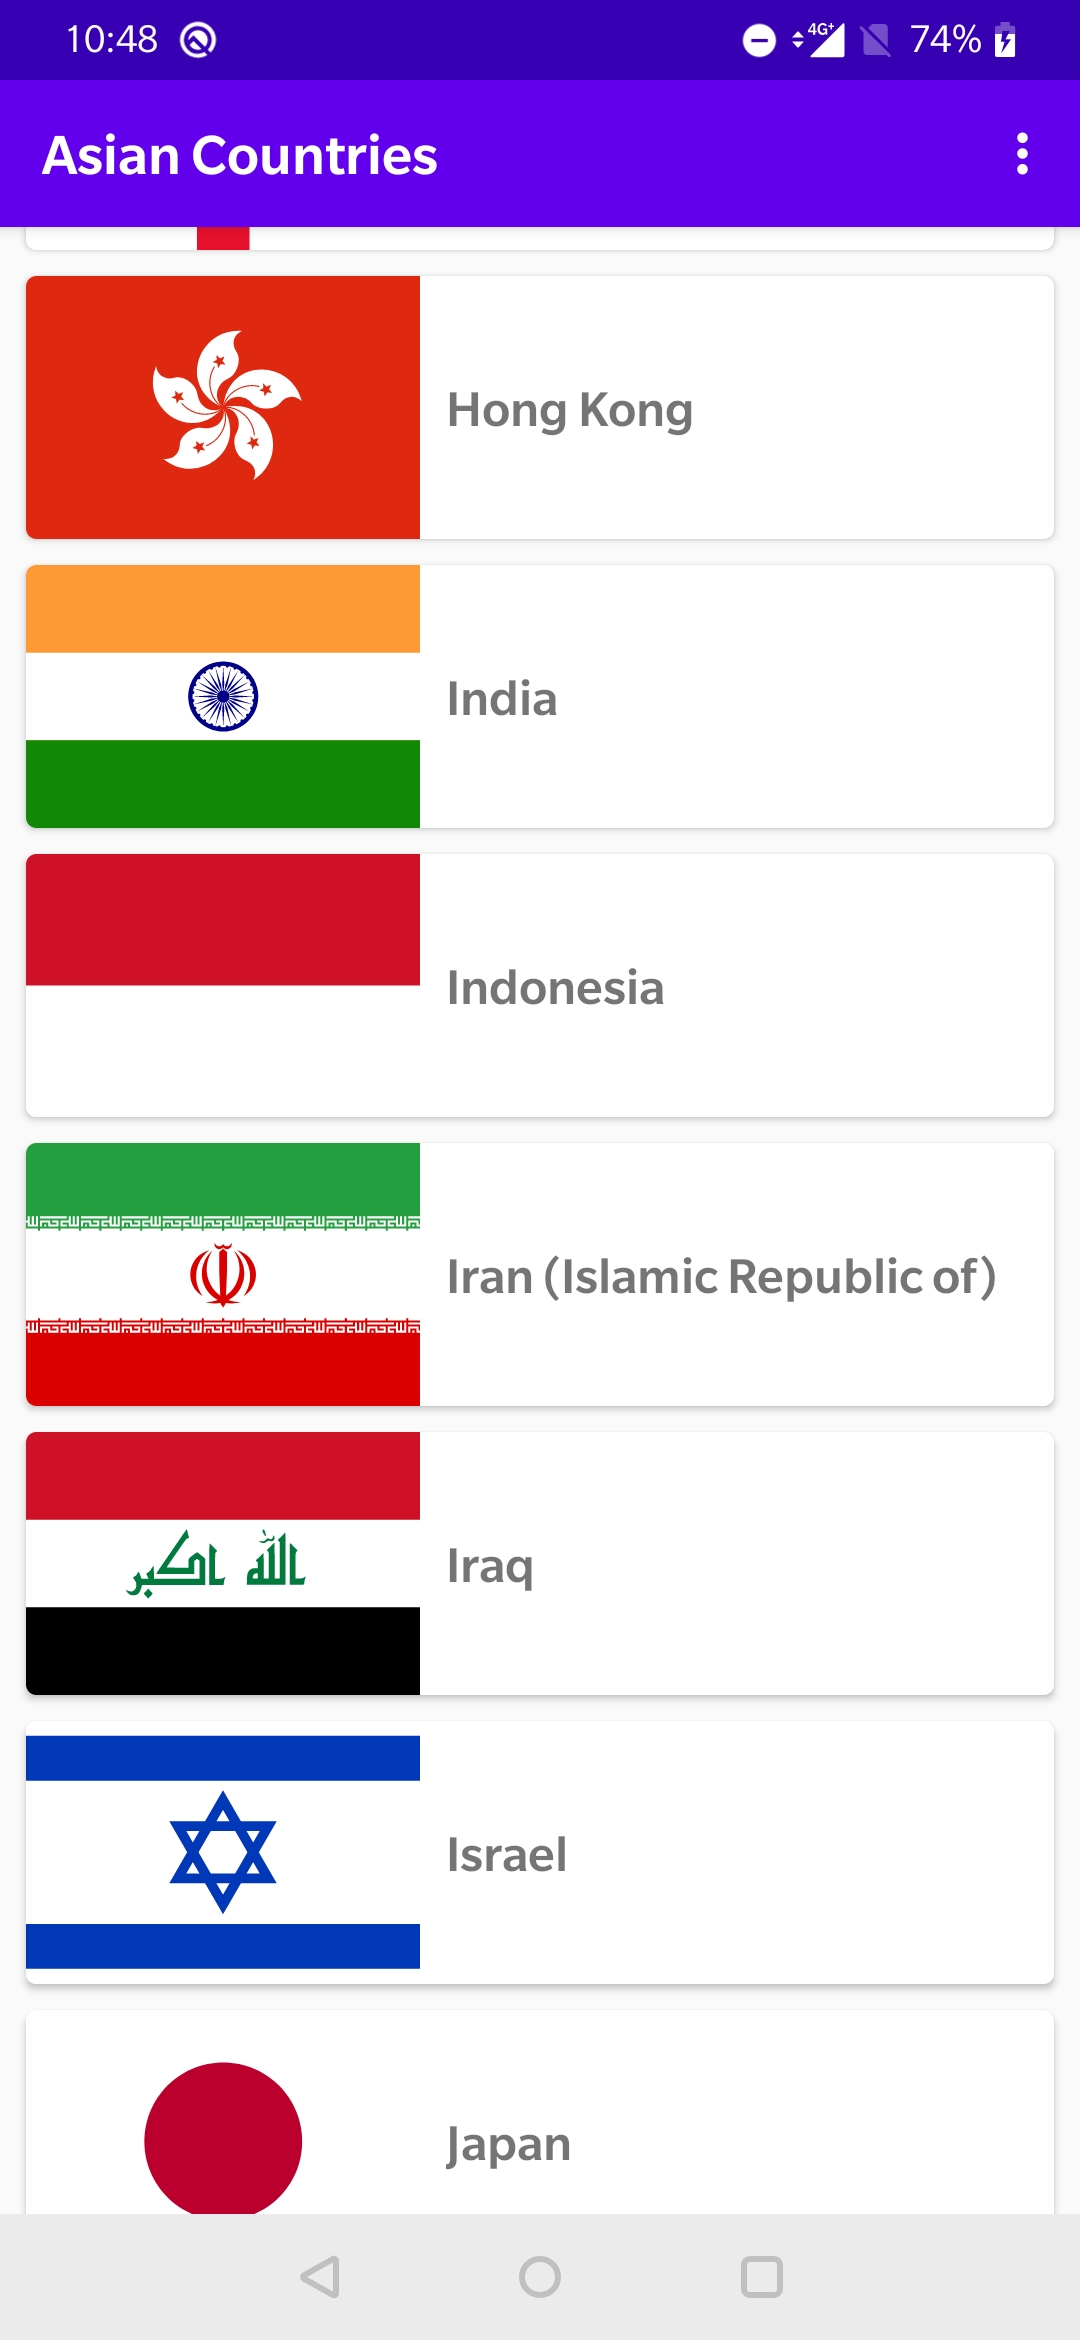 10:48
4G+
74%
Asian Countries
Hong Kong
India
Indonesia
Iran (Islamic Republic of)
الله اكبر
Iraq
Israel
Japan